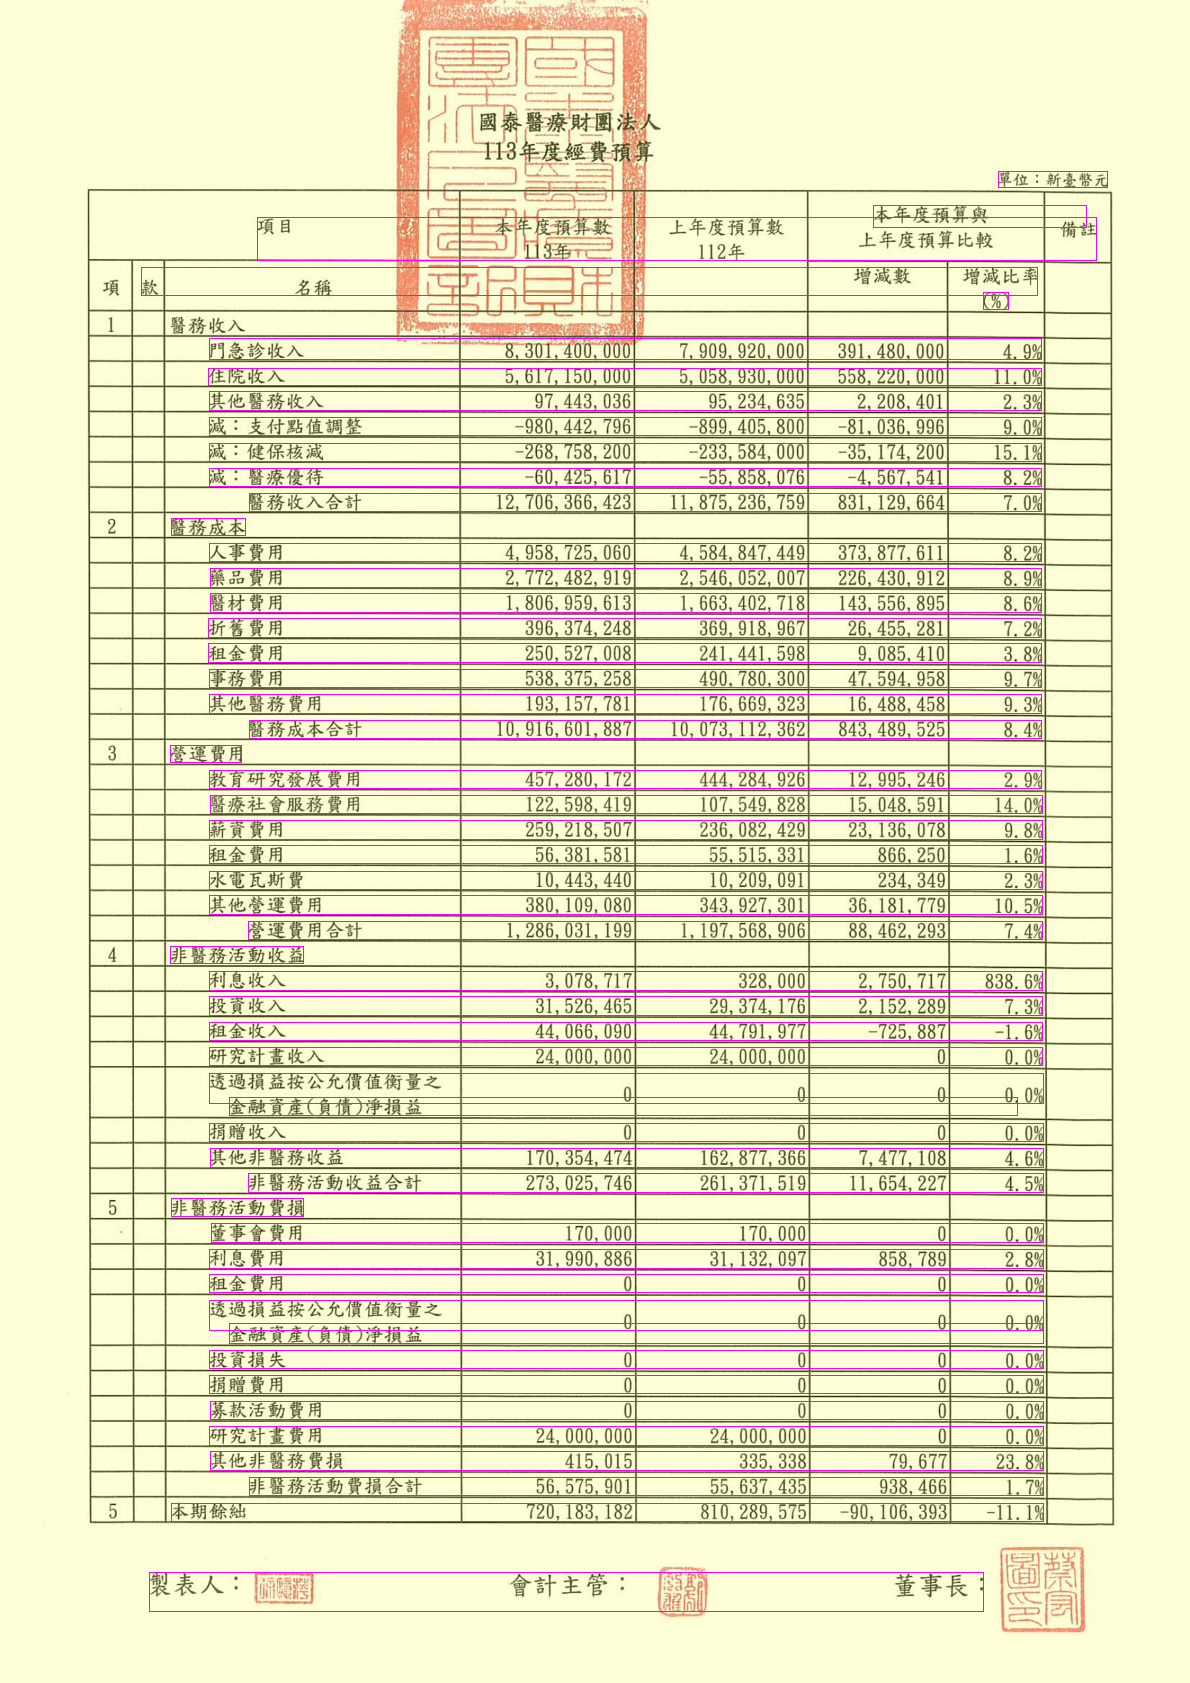 國泰醫療財團法人
113年度經費預算
單位：新臺幣元
項目 本年度預算數 上年度預算數 本年度預算與 備註
113年 112年 上年度預算比較
項 款 名稱 增減數 增減比率
(%)
1 醫務收入
門急診收入 8,301,400,000 7,909,920,000 391,480,000 4.9%
住院收入 5,617,150,000 5,058,930,000 558,220,000 11.0%
其他醫務收入 97,443,036 95,234,635 2,208,401 2.3%
減：支付點值調整 -980,442,796 -899,405,800 -81,036,996 9.0%
減：健保核減 -268,758,200 -233,584,000 -35,174,200 15.1%
減：醫療優待 -60,425,617 -55,858,076 -4,567,541 8.2%
醫務收入合計 12,706,366,423 11,875,236,759 831,129,664 7.0%
2 醫務成本
人事費用 4,958,725,060 4,584,847,449 373,877,611 8.2%
藥品費用 2,772,482,919 2,546,052,007 226,430,912 8.9%
醫材費用 1,806,959,613 1,663,402,718 143,556,895 8.6%
折舊費用 396,374,248 369,918,967 26,455,281 7.2%
租金費用 250,527,008 241,441,598 9,085,410 3.8%
事務費用 538,375,258 490,780,300 47,594,958 9.7%
其他醫務費用 193,157,781 176,669,323 16,488,458 9.3%
醫務成本合計 10,916,601,887 10,073,112,362 843,489,525 8.4%
3 營運費用
教育研究發展費用 457,280,172 444,284,926 12,995,246 2.9%
醫療社會服務費用 122,598,419 107,549,828 15,048,591 14.0%
薪資費用 259,218,507 236,082,429 23,136,078 9.8%
租金費用 56,381,581 55,515,331 866,250 1.6%
水電瓦斯費 10,443,440 10,209,091 234,349 2.3%
其他營運費用 380,109,080 343,927,301 36,181,779 10.5%
營運費用合計 1,286,031,199 1,197,568,906 88,462,293 7.4%
4 非醫務活動收益
利息收入 3,078,717 328,000 2,750,717 838.6%
投資收入 31,526,465 29,374,176 2,152,289 7.3%
租金收入 44,066,090 44,791,977 -725,887 -1.6%
研究計畫收入 24,000,000 24,000,000 0 0.0%
透過損益按公允價值衡量之
金融資產(負債)淨損益 0 0 0 0.0%
捐贈收入 0 0 0 0.0%
其他非醫務收益 170,354,474 162,877,366 7,477,108 4.6%
非醫務活動收益合計 273,025,746 261,371,519 11,654,227 4.5%
5 非醫務活動費損
董事會費用 170,000 170,000 0 0.0%
利息費用 31,990,886 31,132,097 858,789 2.8%
租金費用 0 0 0 0.0%
透過損益按公允價值衡量之
金融資產(負債)淨損益 0 0 0 0.0%
投資損失 0 0 0 0.0%
捐贈費用 0 0 0 0.0%
募款活動費用 0 0 0 0.0%
研究計畫費用 24,000,000 24,000,000 0 0.0%
其他非醫務費損 415,015 335,338 79,677 23.8%
非醫務活動費損合計 56,575,901 55,637,435 938,466 1.7%
5 本期餘絀 720,183,182 810,289,575 -90,106,393 -11.1%
製表人： 會計主管： 董事長：